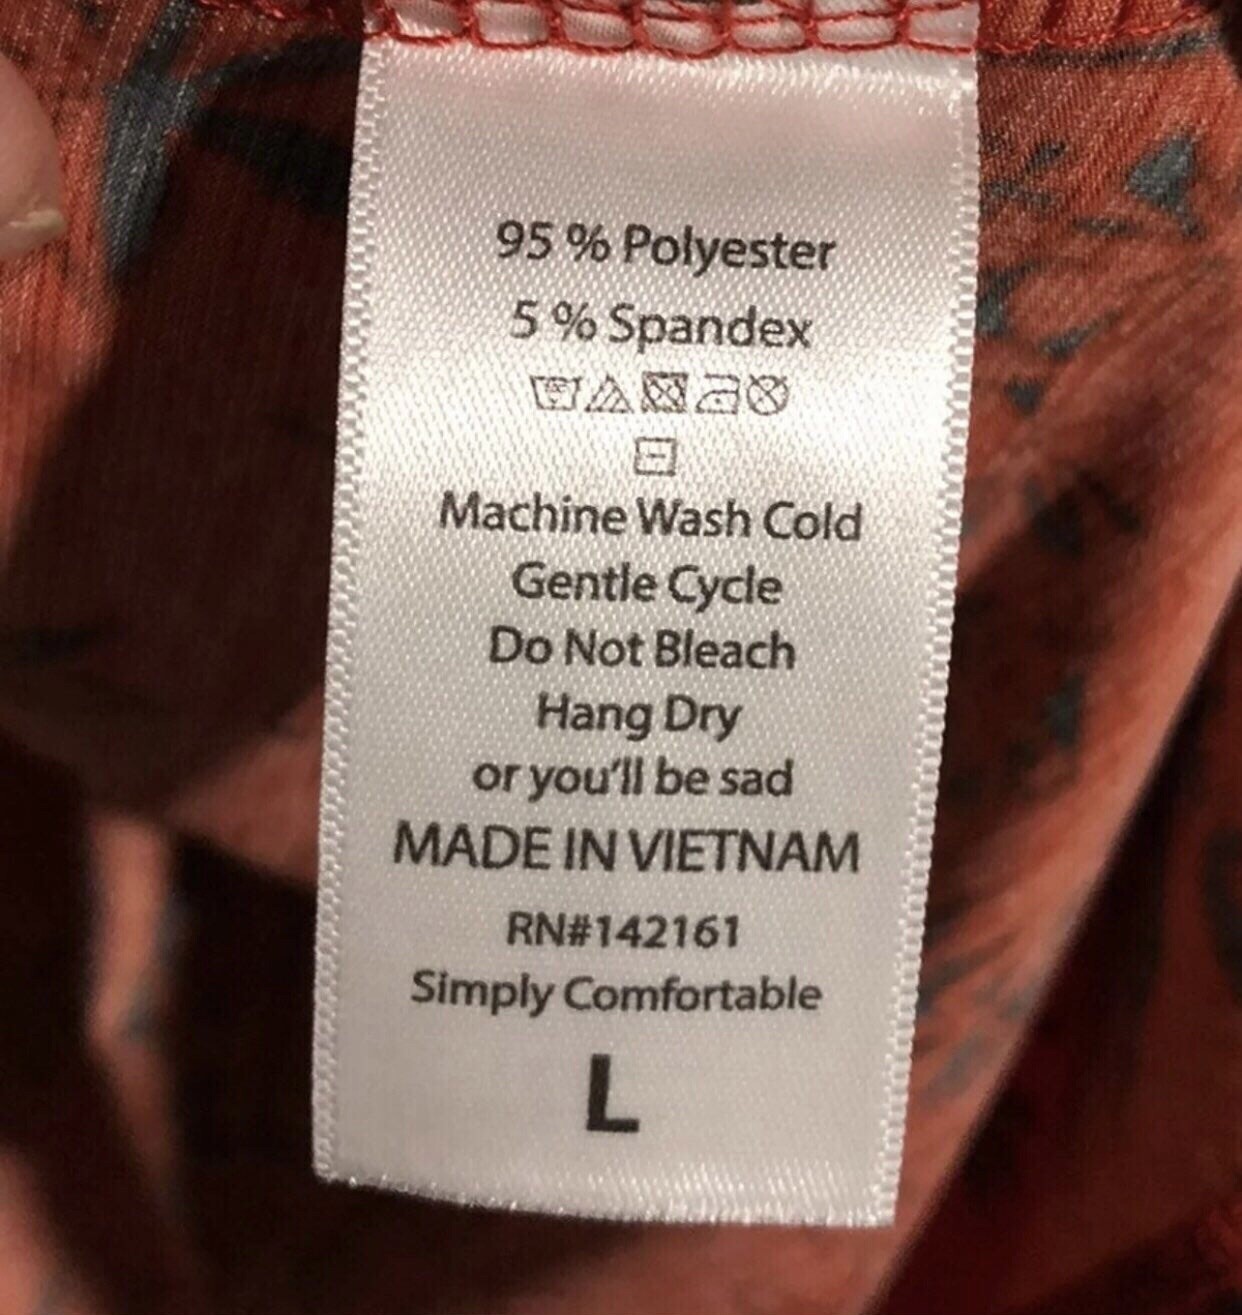 95 % Polyester
5 % Spandex
Machine Wash Cold
Gentle Cycle
Do Not Bleach
Hang Dry
or you'll be sad
MADE IN VIETNAM
RN#142161
Simply Comfortable
L